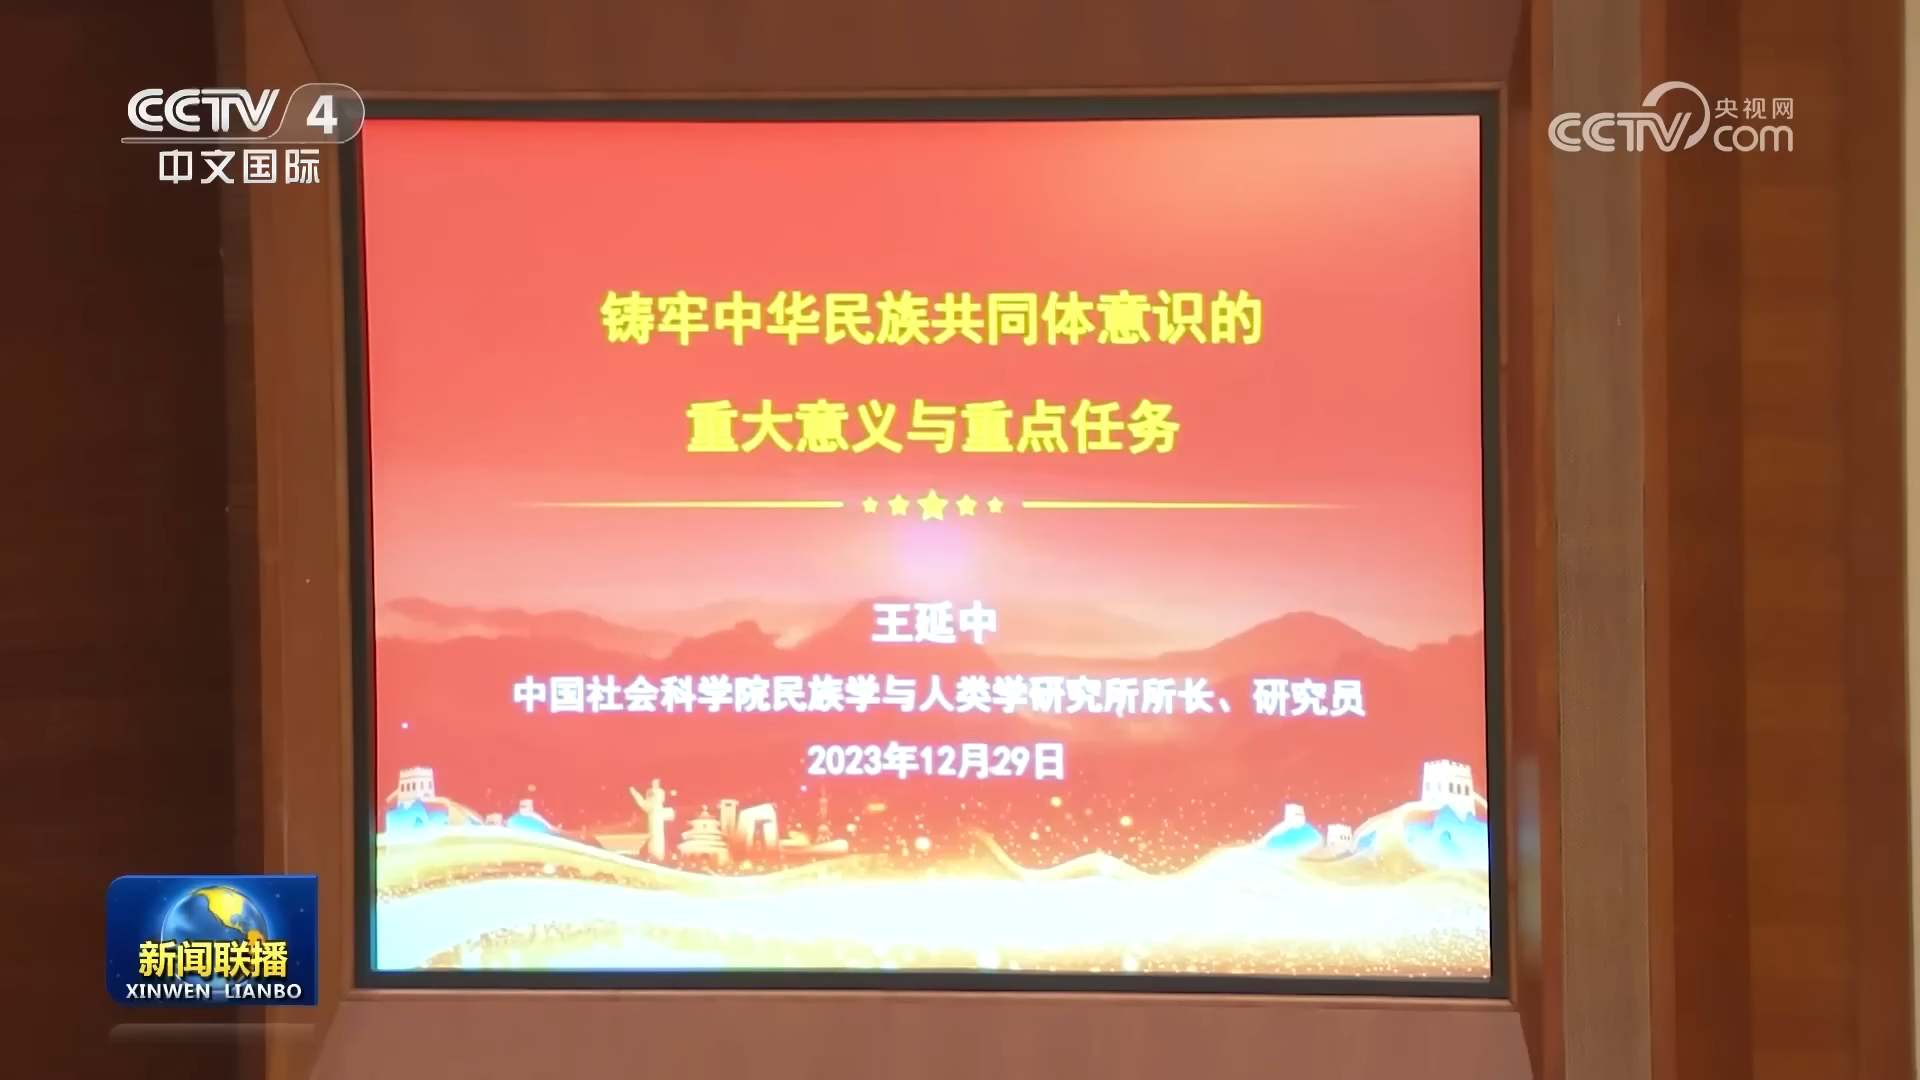 CCTV 4
中文国际
央视网
CCTV com
铸牢中华民族共同体意识的
重大意义与重点任务
王延中
中国社会科学院民族学与人类学研究所所长、研究员
2023年12月29日
新闻联播
XINWEN LIANBO